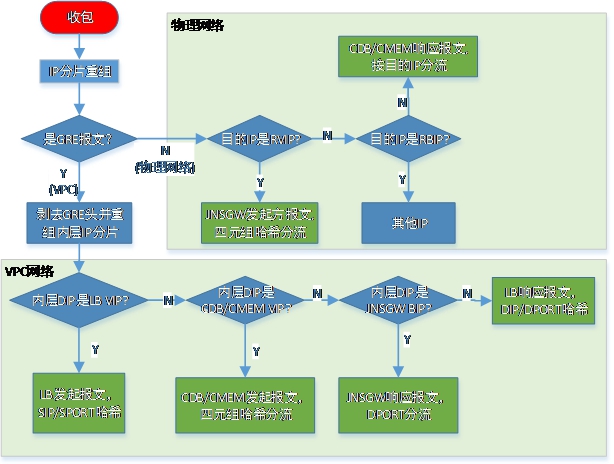 收包
IP分片重组
是GRE报文?
Y
(VPC)
N
(物理网络)
剥去GRE头并重
组内层IP分片
物理网络
CDB/CMEM响应报文,
按目的IP分流
N
目的IP是RVIP?
N
目的IP是RBIP?
Y
Y
JNSGW发起方报文,
四元组哈希分流
其他IP
VPC网络
内层DIP是LB VIP?
N
内层DIP是
CDB/CMEM VIP?
N
内层DIP是
JNSGW BIP?
N
LB响应报文,
DIP/DPORT哈希
Y
Y
Y
LB发起报文,
SIP/SPORT哈希
CDB/CMEM发起报文,
四元组哈希分流
JNSGW响应报文,
DPORT分流